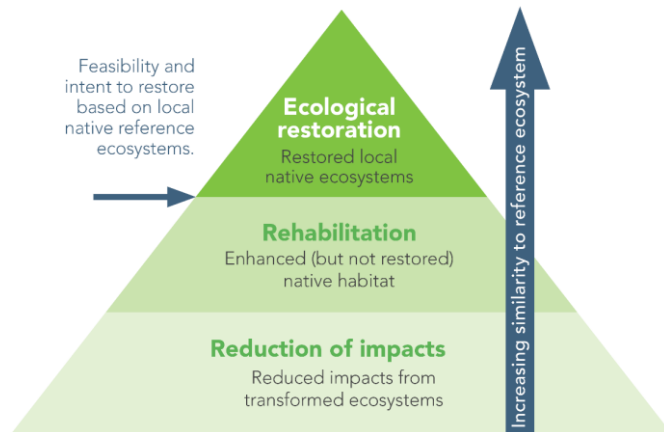 Feasibility and
intent to restore
based on local
native reference
ecosystems.
Ecological
restoration
Restored local
native ecosystems
Rehabilitation
Enhanced (but not restored)
native habitat
Reduction of impacts
Reduced impacts from
transformed ecosystems
Increasing similarity to reference ecosystem